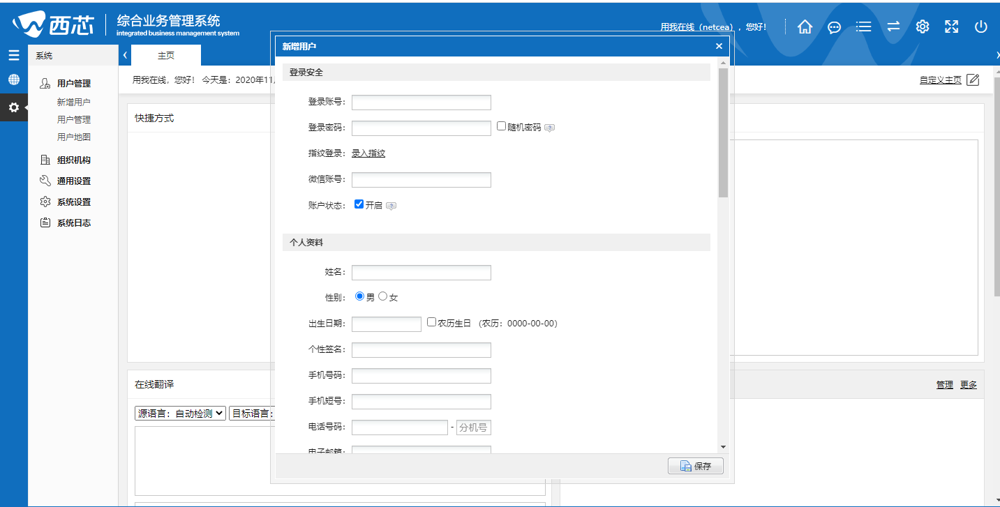 西芯
综合业务管理系统
integrated business management system
用我在线（netcea），您好！
系统
主页
用户管理
新增用户
用户管理
用户地图
组织机构
通用设置
系统设置
系统日志
用我在线，您好！ 今天是：2020年11
自定义主页
快捷方式
在线翻译
源语言：自动检测
目标语言：
管理 更多
新增用户
登录安全
登录账号：
登录密码： 随机密码
指纹登录： 录入指纹
微信账号：
账户状态： 开启
个人资料
姓名：
性别： 男 女
出生日期： 农历生日 （农历：0000-00-00）
个性签名：
手机号码：
手机短号：
电话号码： - 分机号
电子邮箱：
保存